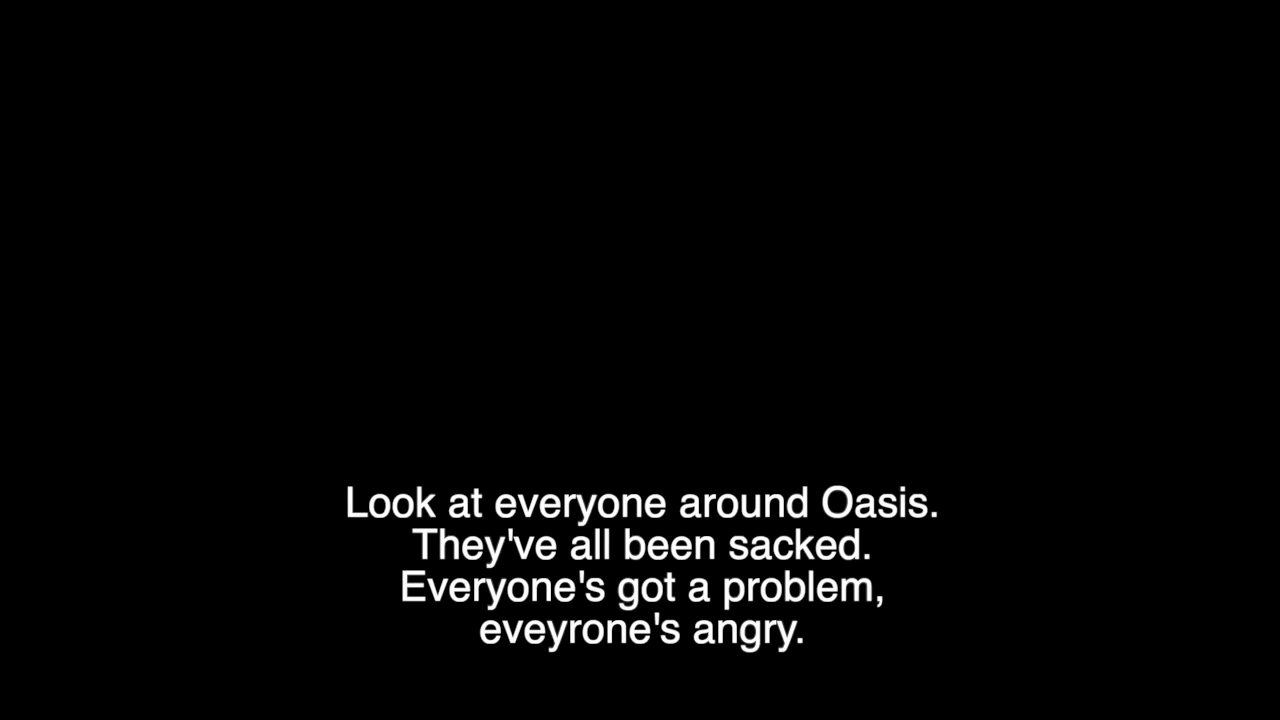 Look at everyone around Oasis.
They've all been sacked.
Everyone's got a problem,
eveyrone's angry.